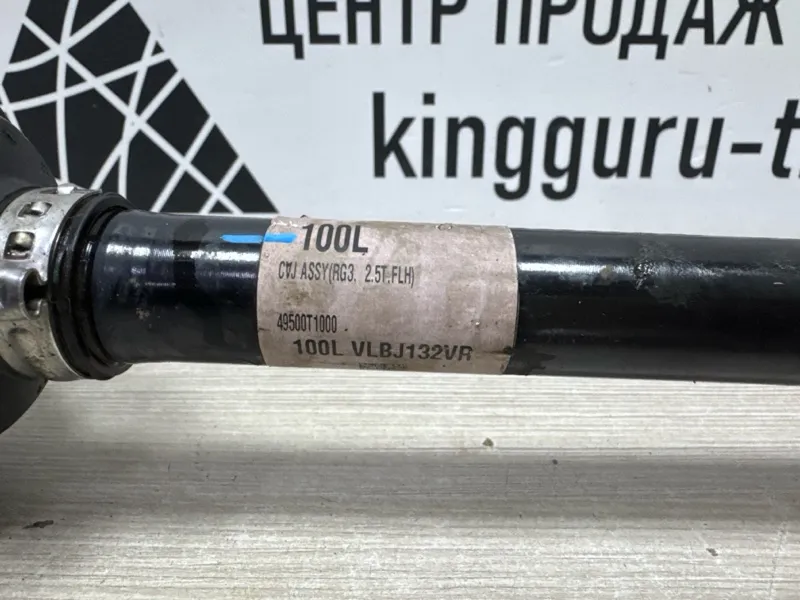 ЦЕНТР ПРОДАЖ
kingguru-t
100L
CVJ ASSY(RG3, 2.5T,FLH)
49500T1000
100L VLBJ132VR